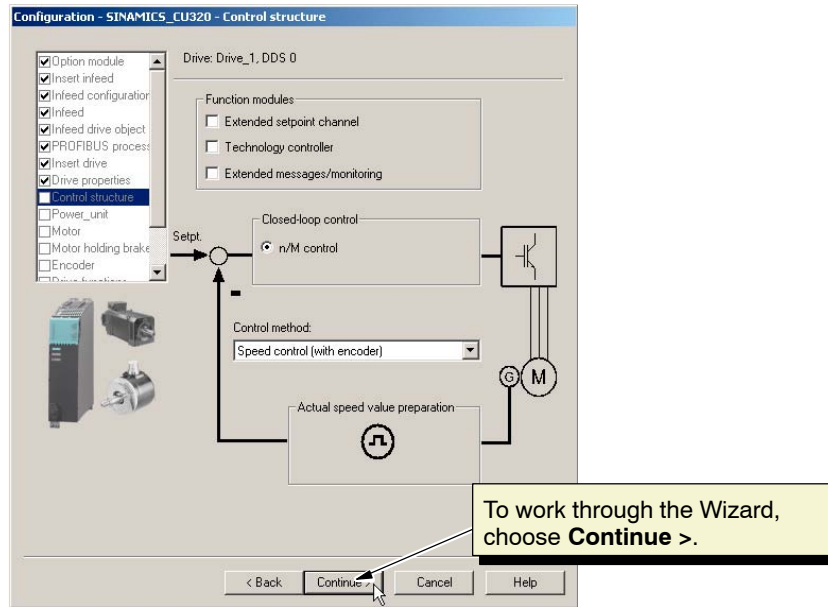 Configuration - SINAMICS_CU320 - Control structure
Option module
Insert infeed
Infeed configuration
Infeed
Infeed drive object
PROFIBUS process
Insert drive
Drive properties
Control structure
Power_unit
Motor
Motor holding brake
Encoder
Drive functions
Drive: Drive_1, DDS 0
Function modules
Extended setpoint channel
Technology controller
Extended messages/monitoring
Setpt.
Closed-loop control
n/M control
-
Control method:
Speed control (with encoder)
G
M
Actual speed value preparation
To work through the Wizard,
choose Continue >.
< Back
Continue >
Cancel
Help